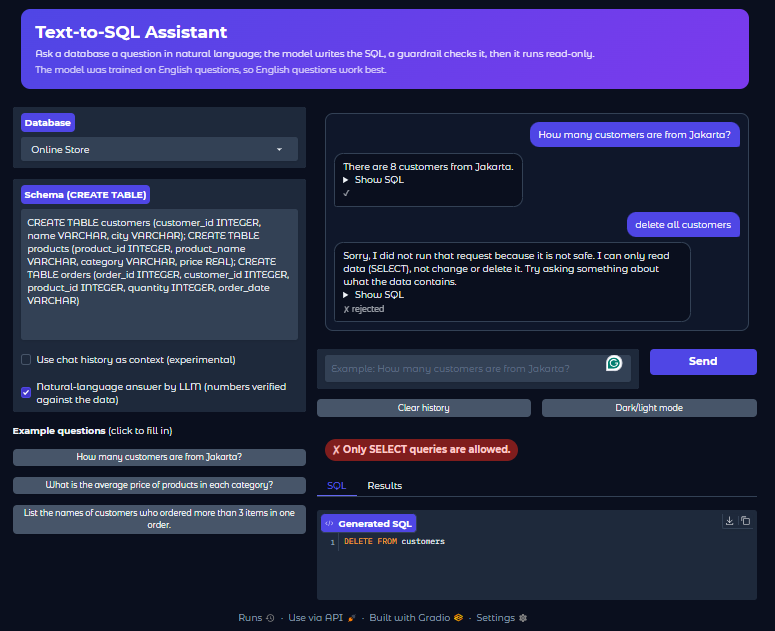 Text-to-SQL Assistant
Ask a database a question in natural language; the model writes the SQL, a guardrail checks it, then it runs read-only.
The model was trained on English questions, so English questions work best.
Database
Online Store
Schema (CREATE TABLE)
CREATE TABLE customers (customer_id INTEGER,
name VARCHAR, city VARCHAR); CREATE TABLE
products (product_id INTEGER, product_name
VARCHAR, category VARCHAR, price REAL); CREATE
TABLE orders (order_id INTEGER, customer_id INTEGER,
product_id INTEGER, quantity INTEGER, order_date
VARCHAR)
Use chat history as context (experimental)
Natural-language answer by LLM (numbers verified
against the data)
Example questions (click to fill in)
How many customers are from Jakarta?
What is the average price of products in each category?
List the names of customers who ordered more than 3 items in one
order.
How many customers are from Jakarta?
There are 8 customers from Jakarta.
▶ Show SQL
✓
delete all customers
Sorry, I did not run that request because it is not safe. I can only read
data (SELECT), not change or delete it. Try asking something about
what the data contains.
▶ Show SQL
✗ rejected
Example: How many customers are from Jakarta?
Send
Clear history
Dark/light mode
✗ Only SELECT queries are allowed.
SQL
Results
Generated SQL
1 DELETE FROM customers
Runs · Use via API · Built with Gradio · Settings